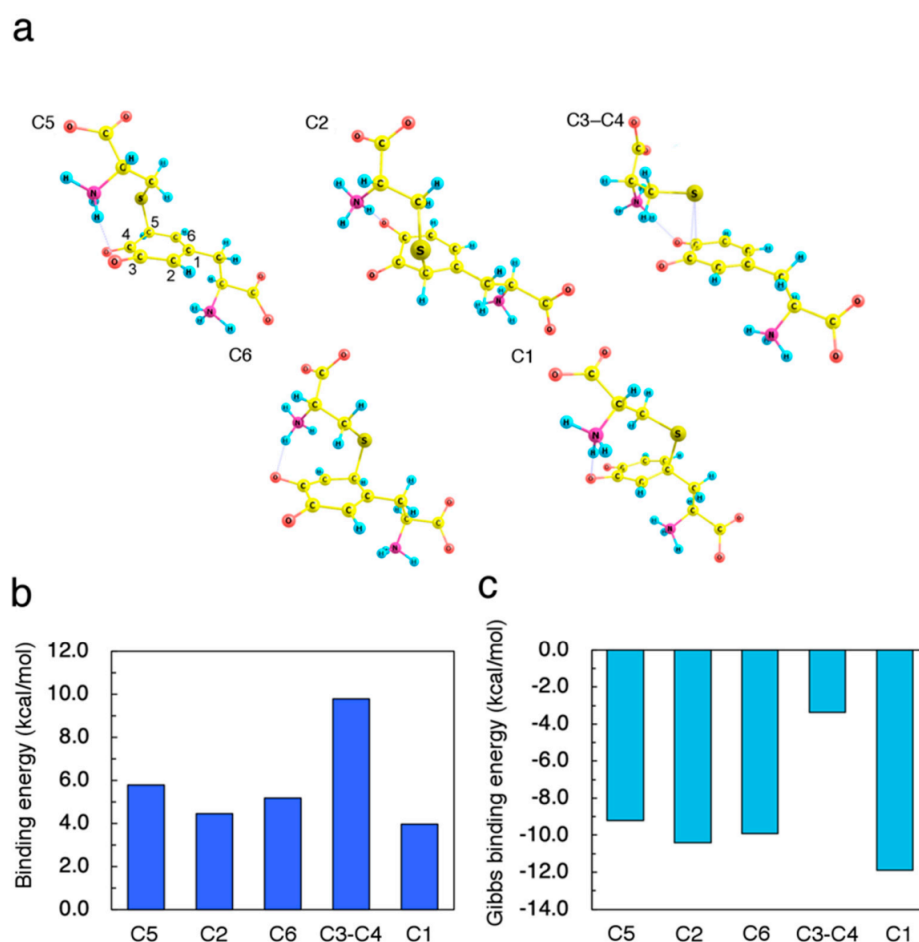 a
C5
C2
C3–C4
4
5
6
3
2
1
C6
C1
b
c
Binding energy (kcal/mol)
12.0
10.0
8.0
6.0
4.0
2.0
0.0
C5 C2 C6 C3-C4 C1
Gibbs binding energy (kcal/mol)
0.0
-2.0
-4.0
-6.0
-8.0
-10.0
-12.0
-14.0
C5 C2 C6 C3-C4 C1